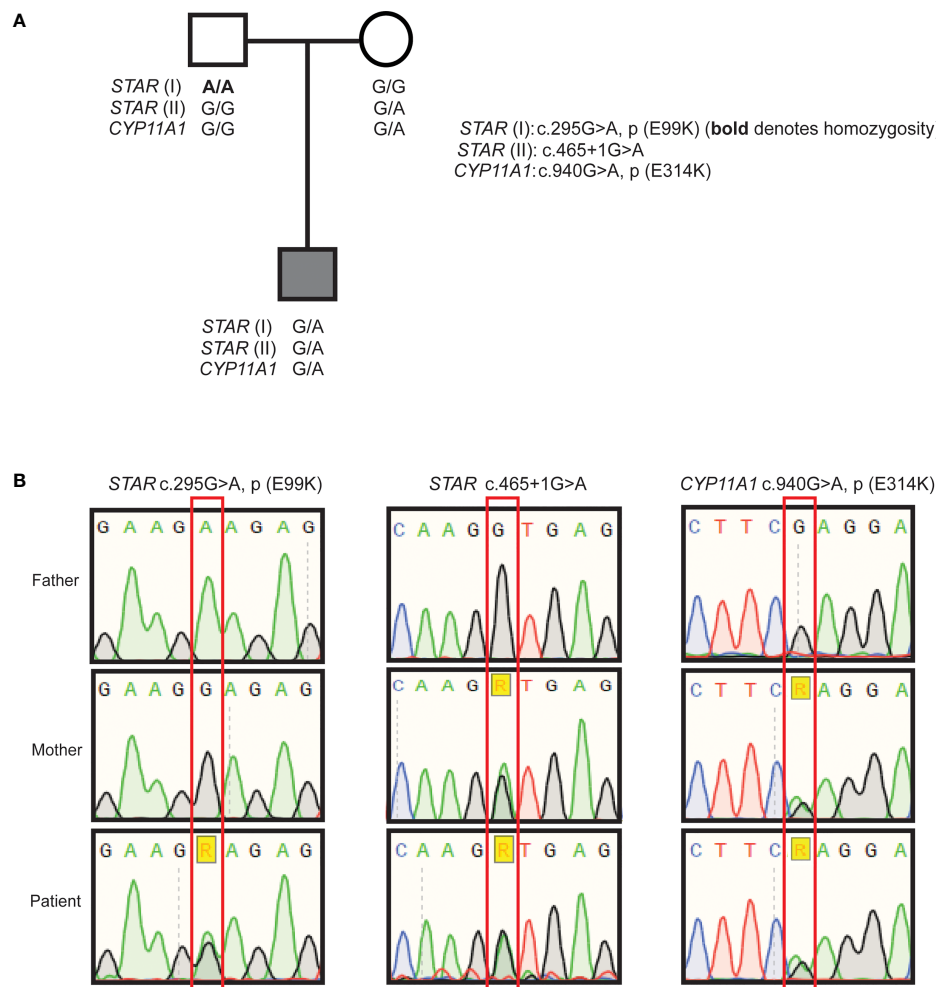 A
STAR (I) A/A G/G
STAR (II) G/G G/A
CYP11A1 G/G G/A
STAR (I): c.295G>A, p (E99K) (bold denotes homozygosity
STAR (II): c.465+1G>A
CYP11A1: c.940G>A, p (E314K)
STAR (I) G/A
STAR (II) G/A
CYP11A1 G/A
B
STAR c.295G>A, p (E99K) STAR c.465+1G>A CYP11A1 c.940G>A, p (E314K)
Father
G A A G A A G A G
C A A G G T G A G
C T T C G A G G A
Mother
G A A G G A G A G
C A A G R T G A G
C T T C R A G G A
Patient
G A A G R A G A G
C A A G R T G A G
C T T C R A G G A